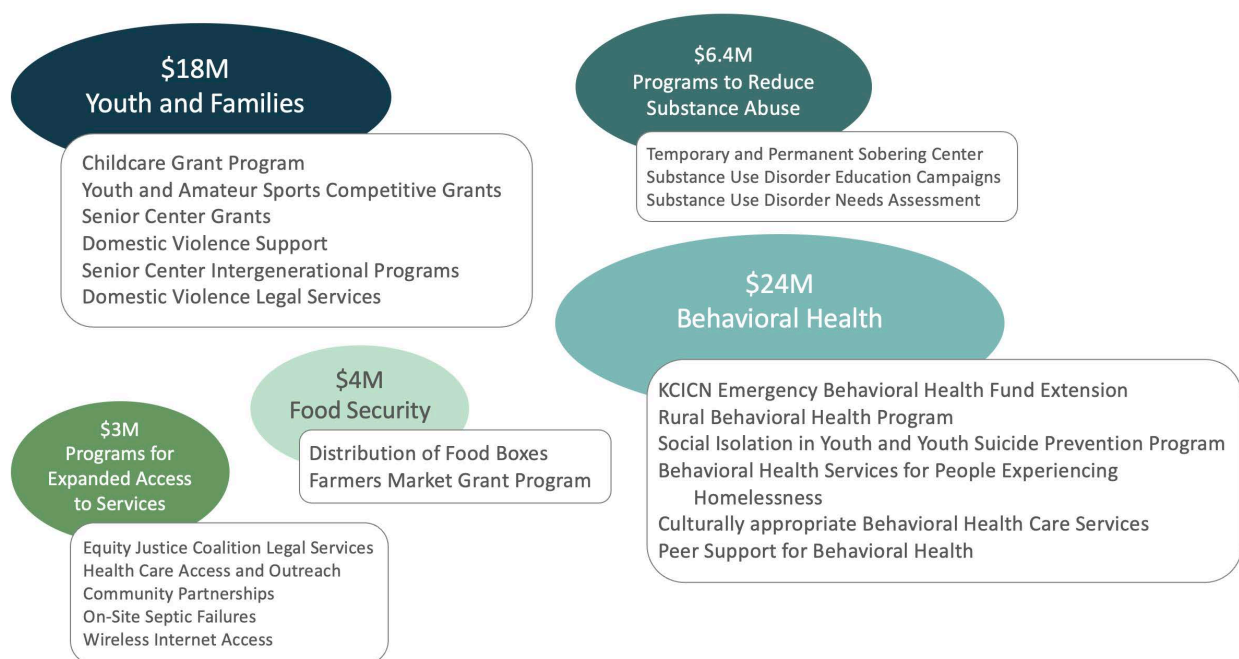 $18M
Youth and Families
Childcare Grant Program
Youth and Amateur Sports Competitive Grants
Senior Center Grants
Domestic Violence Support
Senior Center Intergenerational Programs
Domestic Violence Legal Services
$6.4M
Programs to Reduce
Substance Abuse
Temporary and Permanent Sobering Center
Substance Use Disorder Education Campaigns
Substance Use Disorder Needs Assessment
$24M
Behavioral Health
KCICN Emergency Behavioral Health Fund Extension
Rural Behavioral Health Program
Social Isolation in Youth and Youth Suicide Prevention Program
Behavioral Health Services for People Experiencing
Homelessness
Culturally appropriate Behavioral Health Care Services
Peer Support for Behavioral Health
$4M
Food Security
Distribution of Food Boxes
Farmers Market Grant Program
$3M
Programs for
Expanded Access
to Services
Equity Justice Coalition Legal Services
Health Care Access and Outreach
Community Partnerships
On-Site Septic Failures
Wireless Internet Access